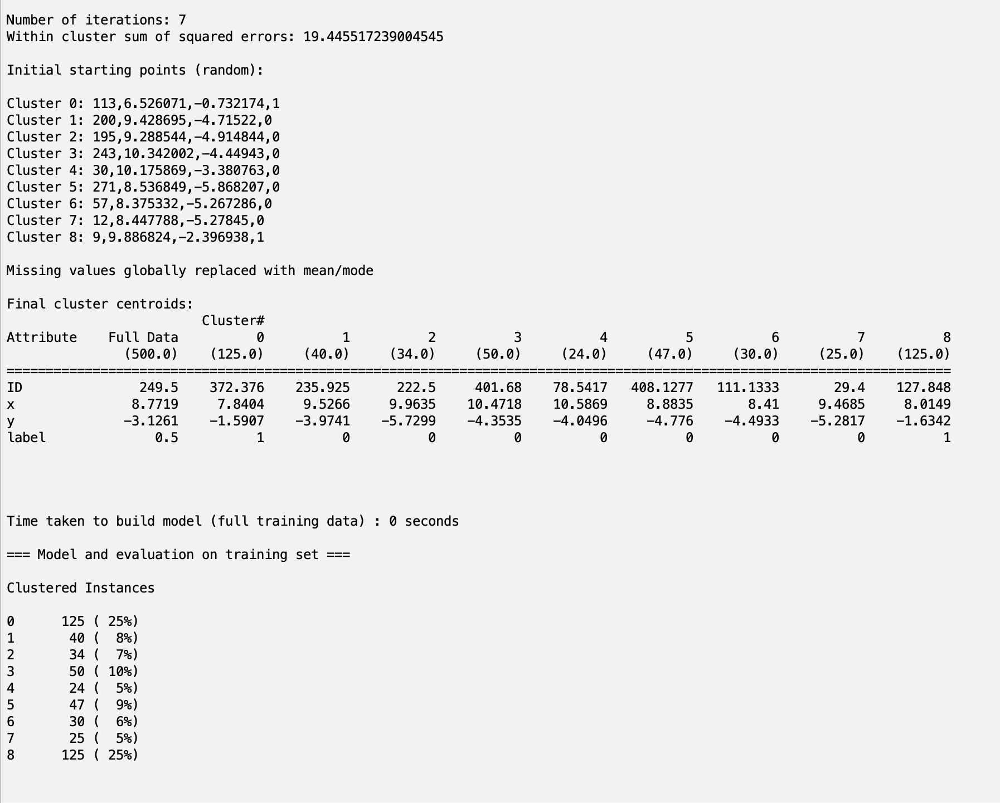 Number of iterations: 7
Within cluster sum of squared errors: 19.445517239004545
Initial starting points (random):
Cluster 0: 113,6.526071,-0.732174,1
Cluster 1: 200,9.428695,-4.71522,0
Cluster 2: 195,9.288544,-4.914844,0
Cluster 3: 243,10.342002,-4.44943,0
Cluster 4: 30,10.175869,-3.380763,0
Cluster 5: 271,8.536849,-5.868207,0
Cluster 6: 57,8.375332,-5.267286,0
Cluster 7: 12,8.447788,-5.27845,0
Cluster 8: 9,9.886824,-2.396938,1
Missing values globally replaced with mean/mode
Final cluster centroids:
Cluster#
Attribute Full Data 0 1 2 3 4 5 6 7 8
(500.0) (125.0) (40.0) (34.0) (50.0) (24.0) (47.0) (30.0) (25.0) (125.0)
=========================================================================================================================
ID 249.5 372.376 235.925 222.5 401.68 78.5417 408.1277 111.1333 29.4 127.848
x 8.7719 7.8404 9.5266 9.9635 10.4718 10.5869 8.8835 8.41 9.4685 8.0149
y -3.1261 -1.5907 -3.9741 -5.7299 -4.3535 -4.0496 -4.776 -4.4933 -5.2817 -1.6342
label 0.5 1 0 0 0 0 0 0 0 1
Time taken to build model (full training data) : 0 seconds
=== Model and evaluation on training set ===
Clustered Instances
0 125 ( 25%)
1 40 ( 8%)
2 34 ( 7%)
3 50 ( 10%)
4 24 ( 5%)
5 47 ( 9%)
6 30 ( 6%)
7 25 ( 5%)
8 125 ( 25%)